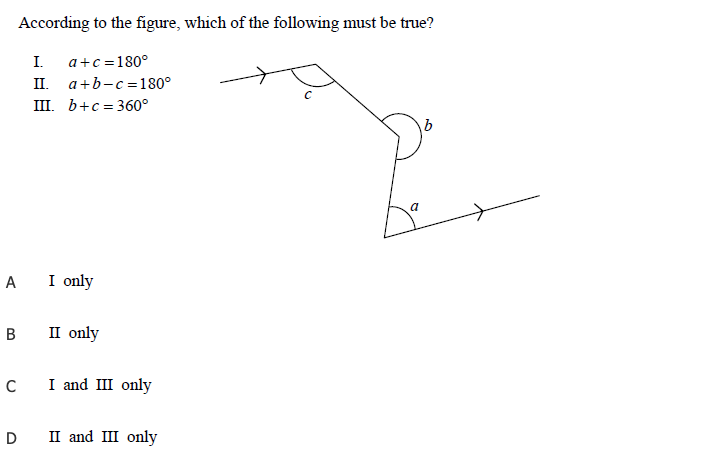 According to the figure, which of the following must be true?
I. a+c=180°
II. a+b−c=180°
III. b+c=360°
c
b
a
A I only
B II only
C I and III only
D II and III only